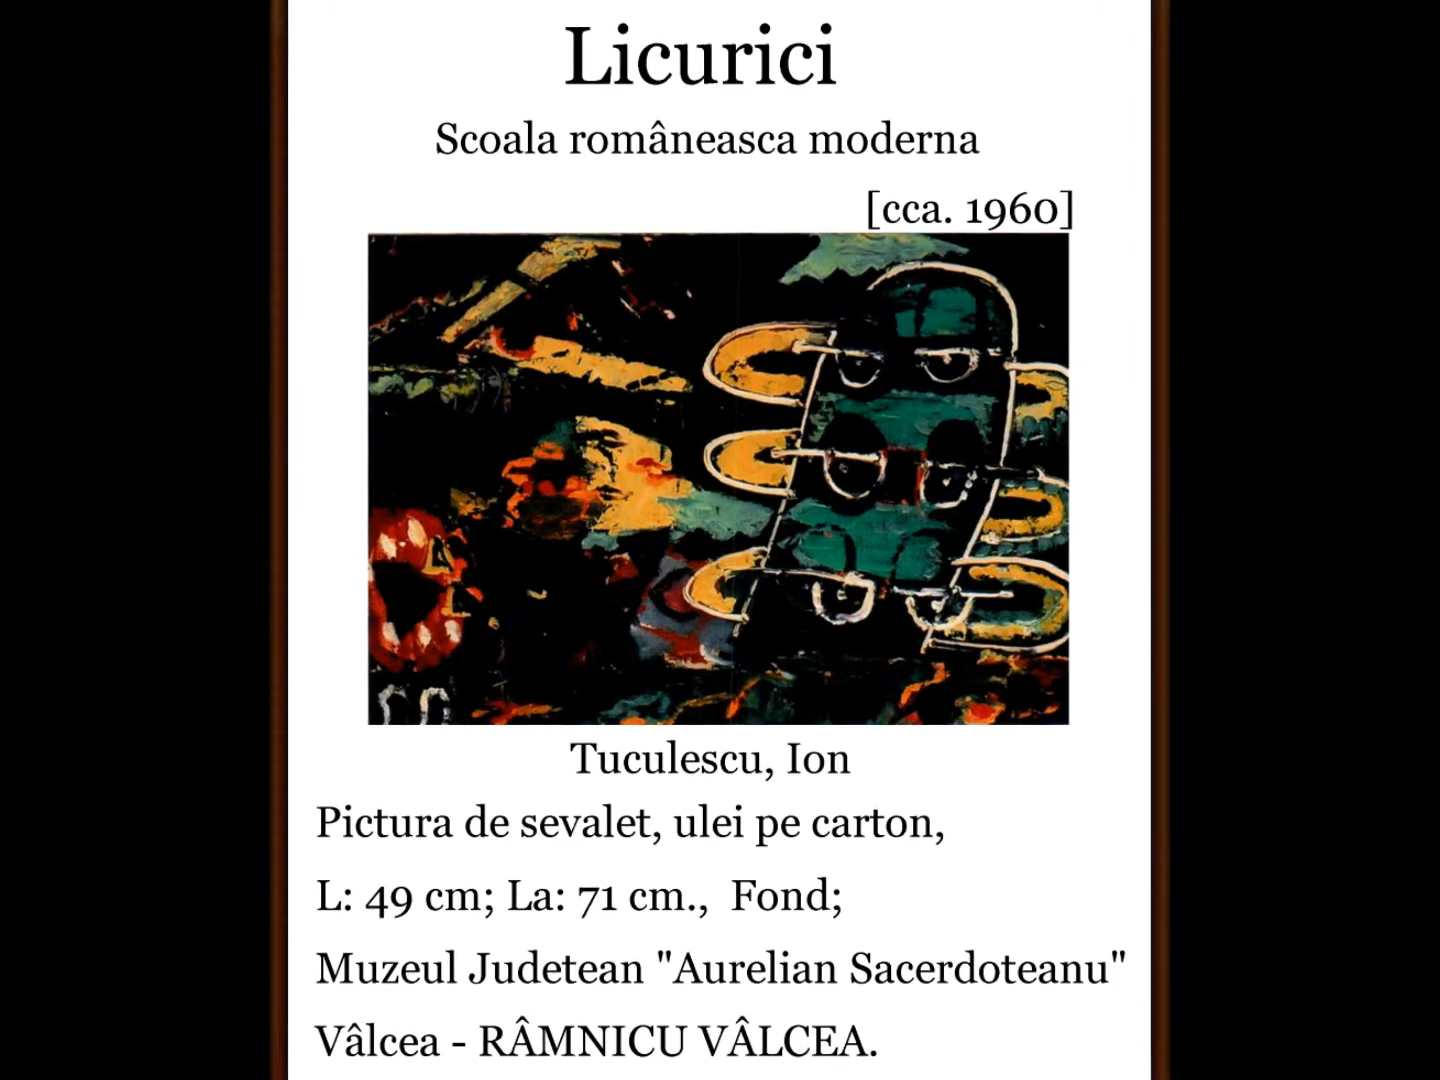 Licurici
Scoala româneasca moderna
[cca. 1960]
Tuculescu, Ion
Pictura de sevalet, ulei pe carton,
L: 49 cm; La: 71 cm., Fond;
Muzeul Judetean "Aurelian Sacerdoteanu"
Vâlcea - RÂMNICU VÂLCEA.